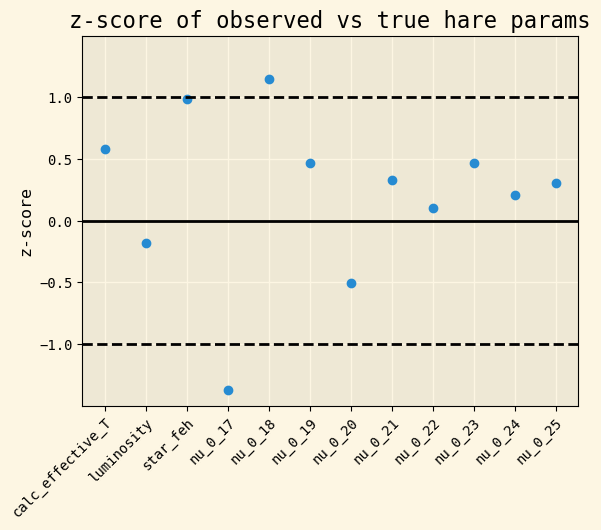 z-score of observed vs true hare params
z-score
1.0
0.5
0.0
−0.5
−1.0
calc_effective_T
luminosity
star_feh
nu_0_17
nu_0_18
nu_0_19
nu_0_20
nu_0_21
nu_0_22
nu_0_23
nu_0_24
nu_0_25